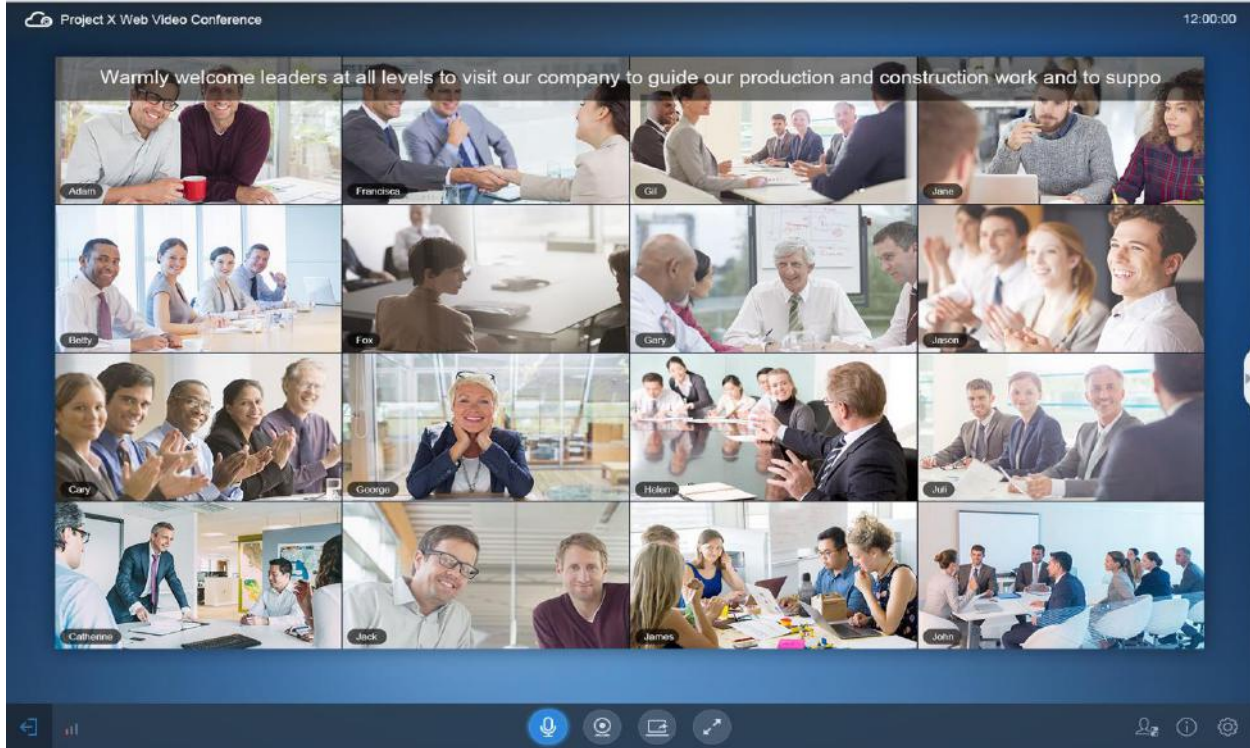 Project X Web Video Conference
12:00:00
Warmly welcome leaders at all levels to visit our company to guide our production and construction work and to suppo
Adam
Francisca
Gil
Jane
Betty
Fox
Gary
Jason
Cary
George
Helen
Juli
Catherine
Jack
James
John